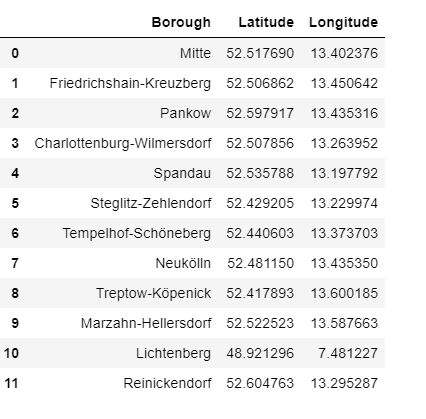 Borough Latitude Longitude
0 Mitte 52.517690 13.402376
1 Friedrichshain-Kreuzberg 52.506862 13.450642
2 Pankow 52.597917 13.435316
3 Charlottenburg-Wilmersdorf 52.507856 13.263952
4 Spandau 52.535788 13.197792
5 Steglitz-Zehlendorf 52.429205 13.229974
6 Tempelhof-Schöneberg 52.440603 13.373703
7 Neukölln 52.481150 13.435350
8 Treptow-Köpenick 52.417893 13.600185
9 Marzahn-Hellersdorf 52.522523 13.587663
10 Lichtenberg 48.921296 7.481227
11 Reinickendorf 52.604763 13.295287